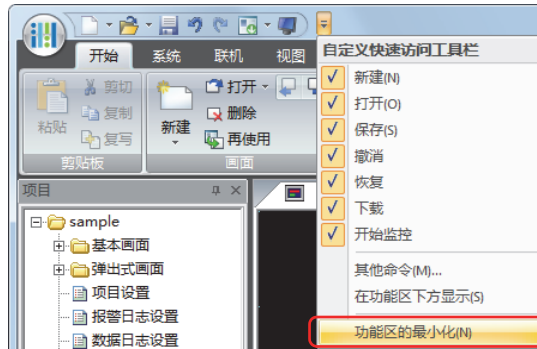 自定义快速访问工具栏
开始 系统 联机 视图
剪切
复制
复写
粘贴
剪贴板
新建
打开
删除
再使用
画面
新建(N)
打开(O)
保存(S)
撤消
恢复
下载
开始监控
其他命令(M)...
在功能区下方显示(S)
功能区的最小化(N)
项目
sample
基本画面
弹出式画面
项目设置
报警日志设置
数据日志设置